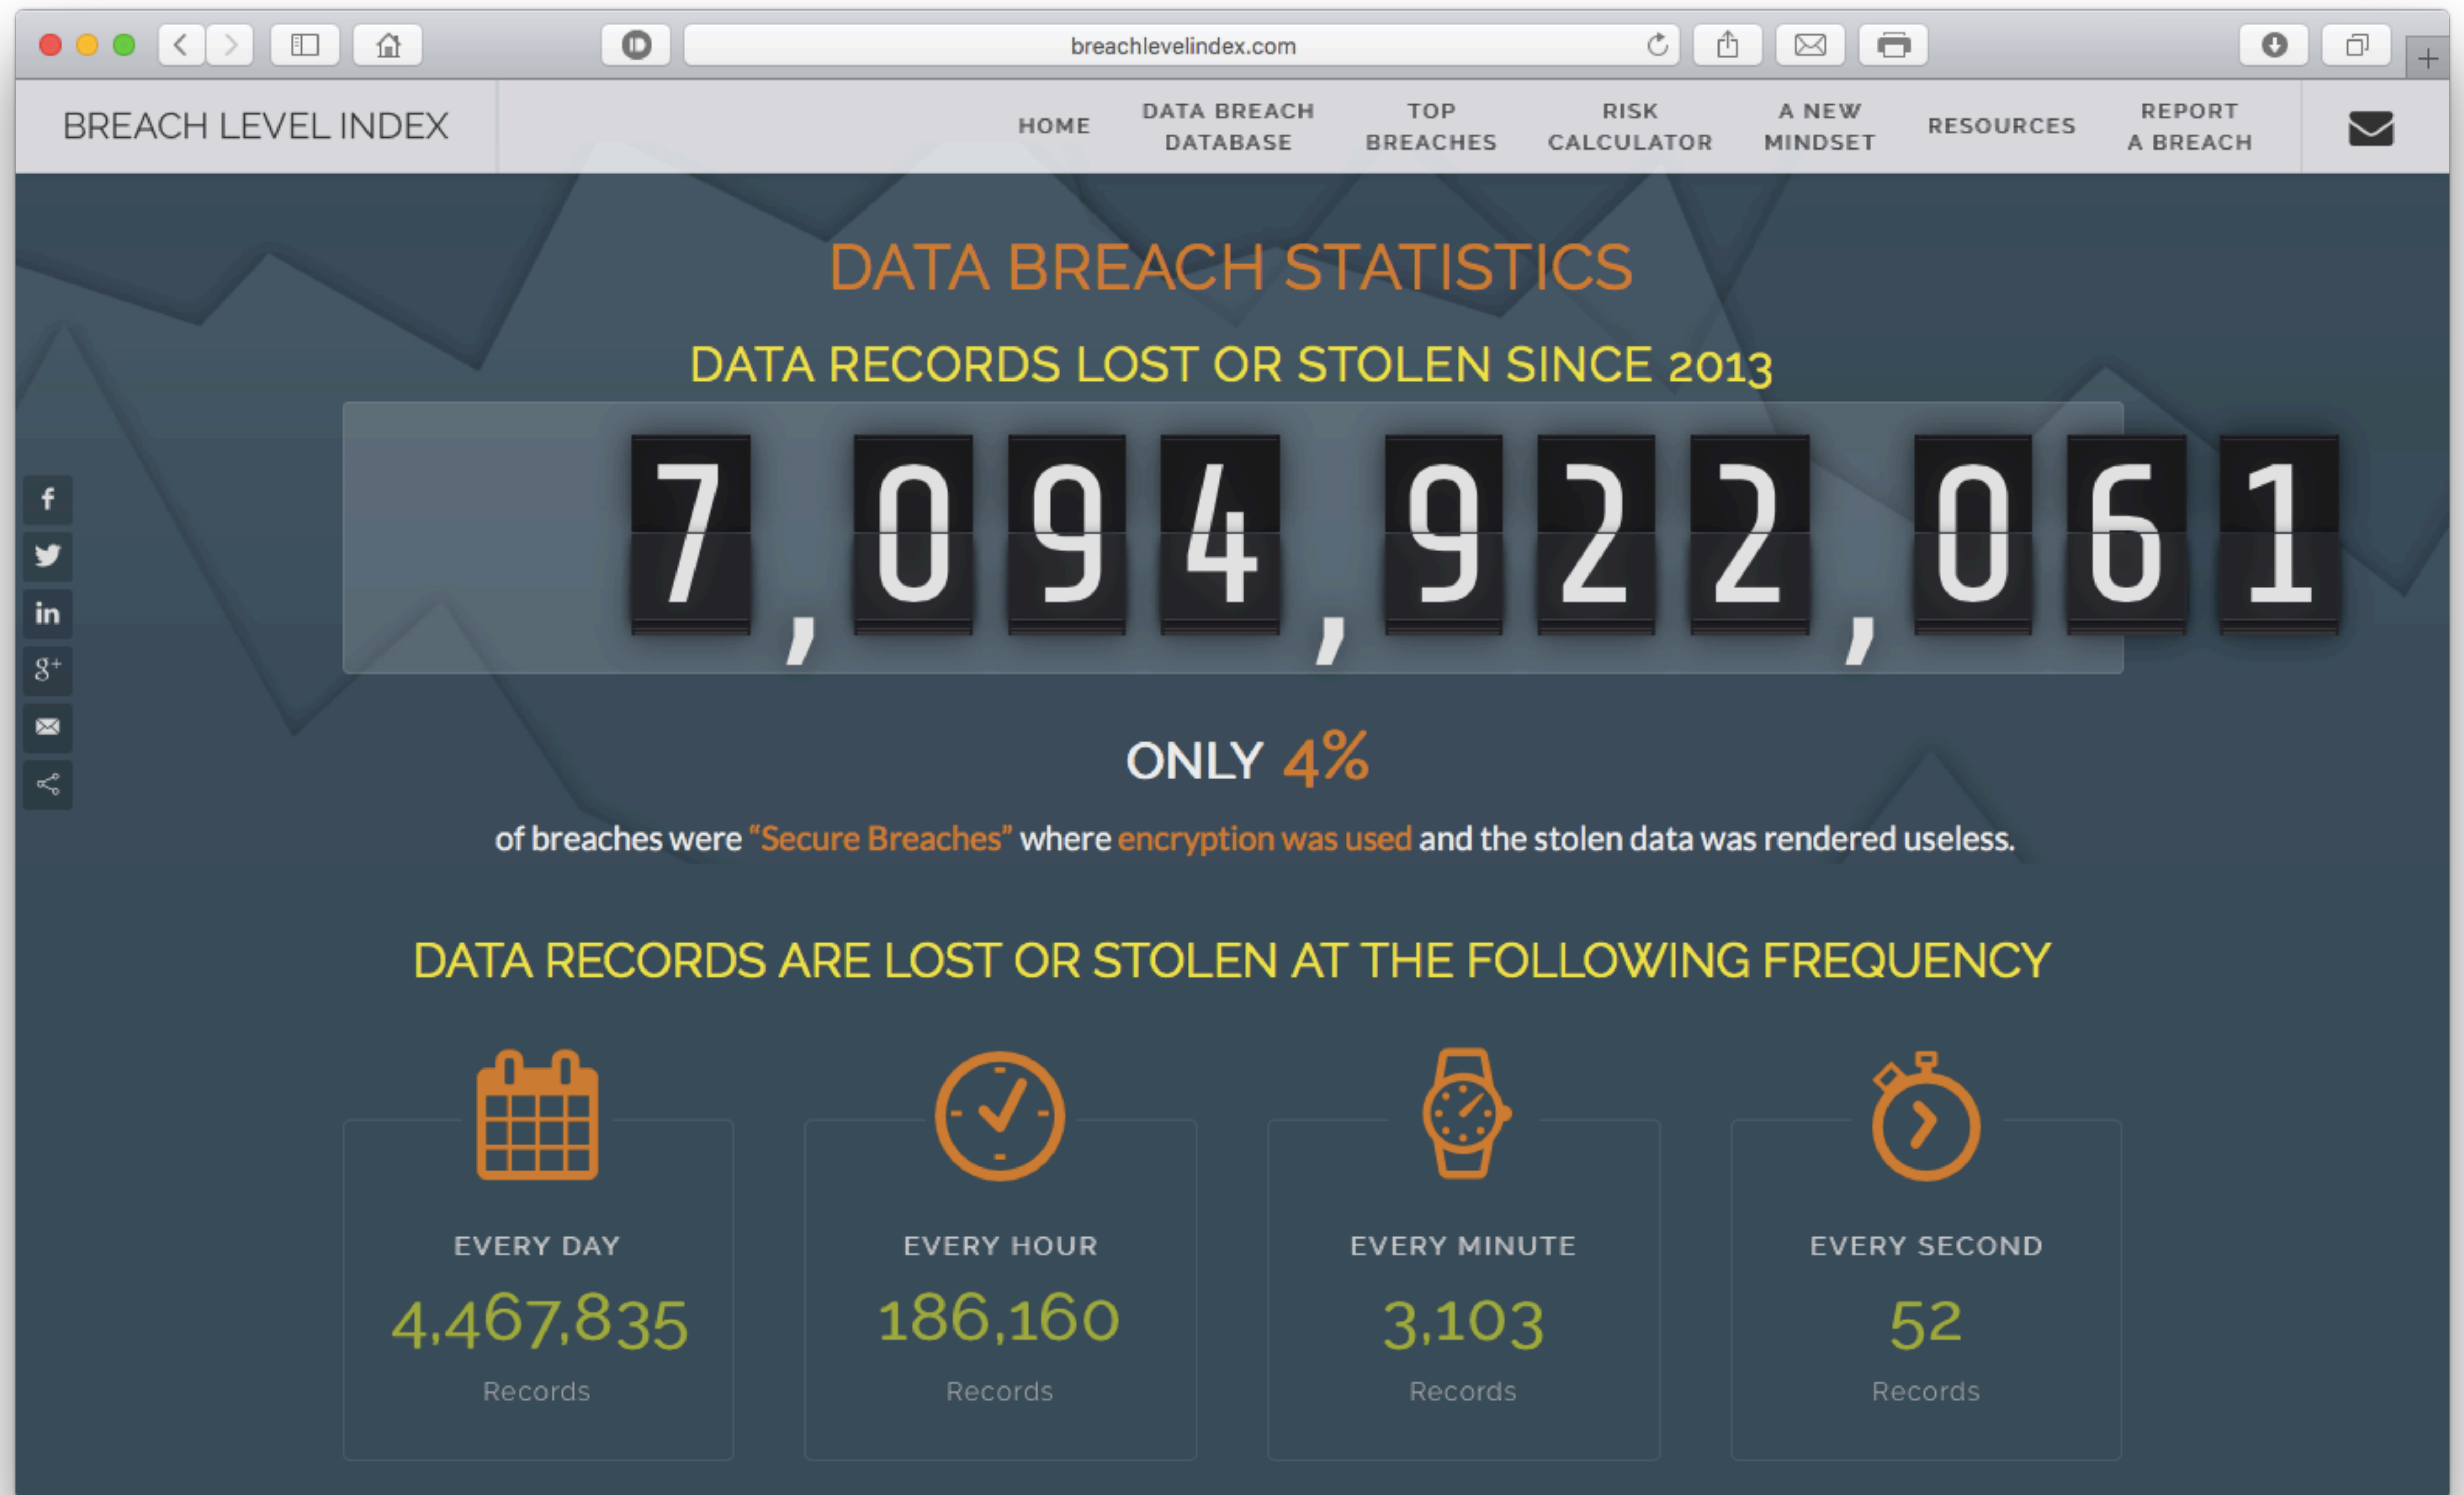 breachlevelindex.com
BREACH LEVEL INDEX
HOME
DATA BREACH
DATABASE
TOP
BREACHES
RISK
CALCULATOR
A NEW
MINDSET
RESOURCES
REPORT
A BREACH
DATA BREACH STATISTICS
DATA RECORDS LOST OR STOLEN SINCE 2013
7,094,922,061
f
in
g+
ONLY 4%
of breaches were “Secure Breaches” where encryption was used and the stolen data was rendered useless.
DATA RECORDS ARE LOST OR STOLEN AT THE FOLLOWING FREQUENCY
EVERY DAY
4,467,835
Records
EVERY HOUR
186,160
Records
EVERY MINUTE
3,103
Records
EVERY SECOND
52
Records